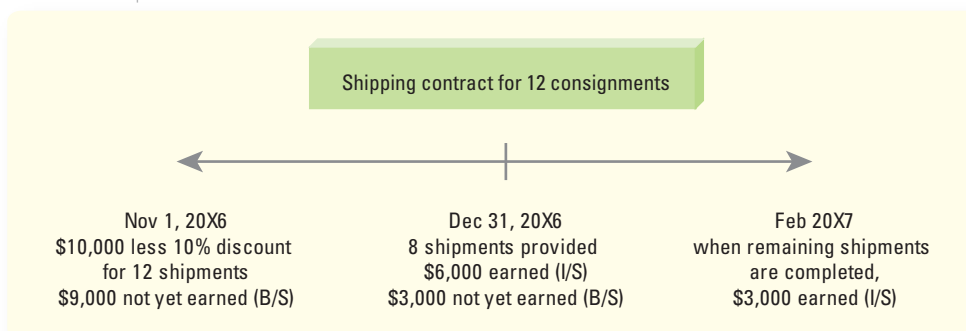 Shipping contract for 12 consignments
Nov 1, 20X6
$10,000 less 10% discount
for 12 shipments
$9,000 not yet earned (B/S)
Dec 31, 20X6
8 shipments provided
$6,000 earned (I/S)
$3,000 not yet earned (B/S)
Feb 20X7
when remaining shipments
are completed,
$3,000 earned (I/S)